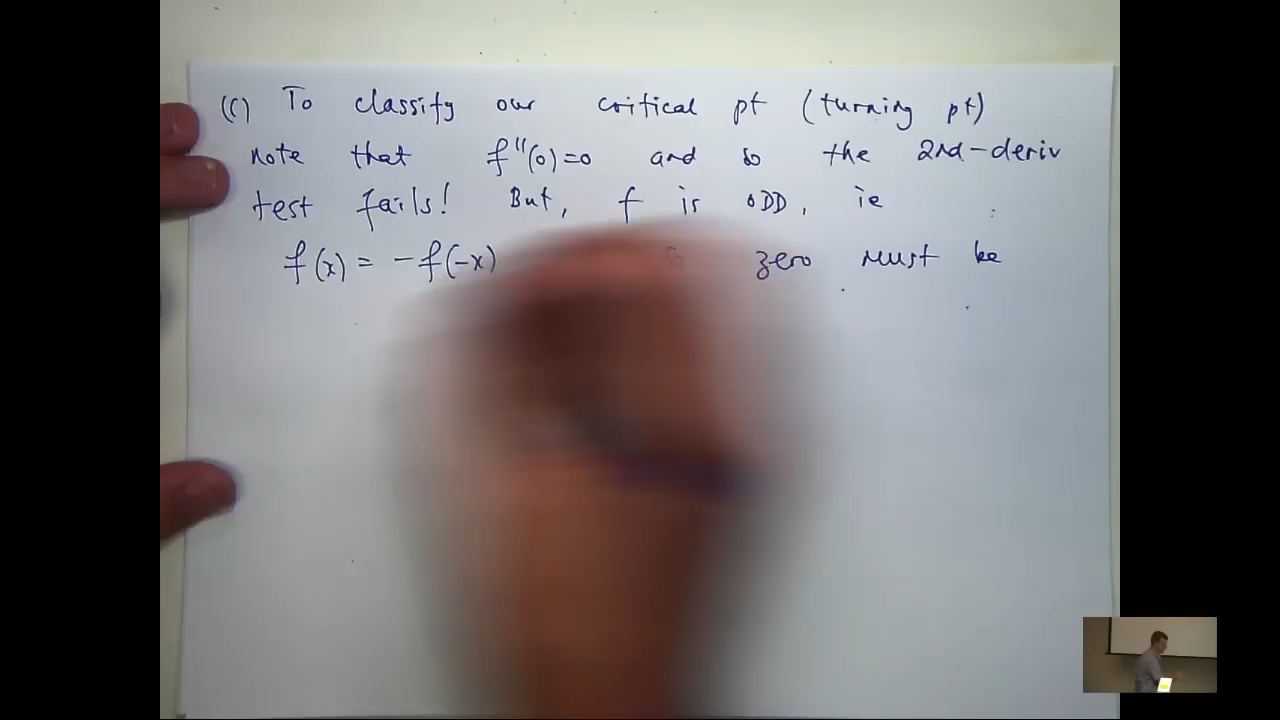 (c) To classify our critical pt (turning pt)
note that f''(0)=0 and so the 2nd-deriv
test fails! But, f is ODD, ie
f(x) = -f(-x) zero must be